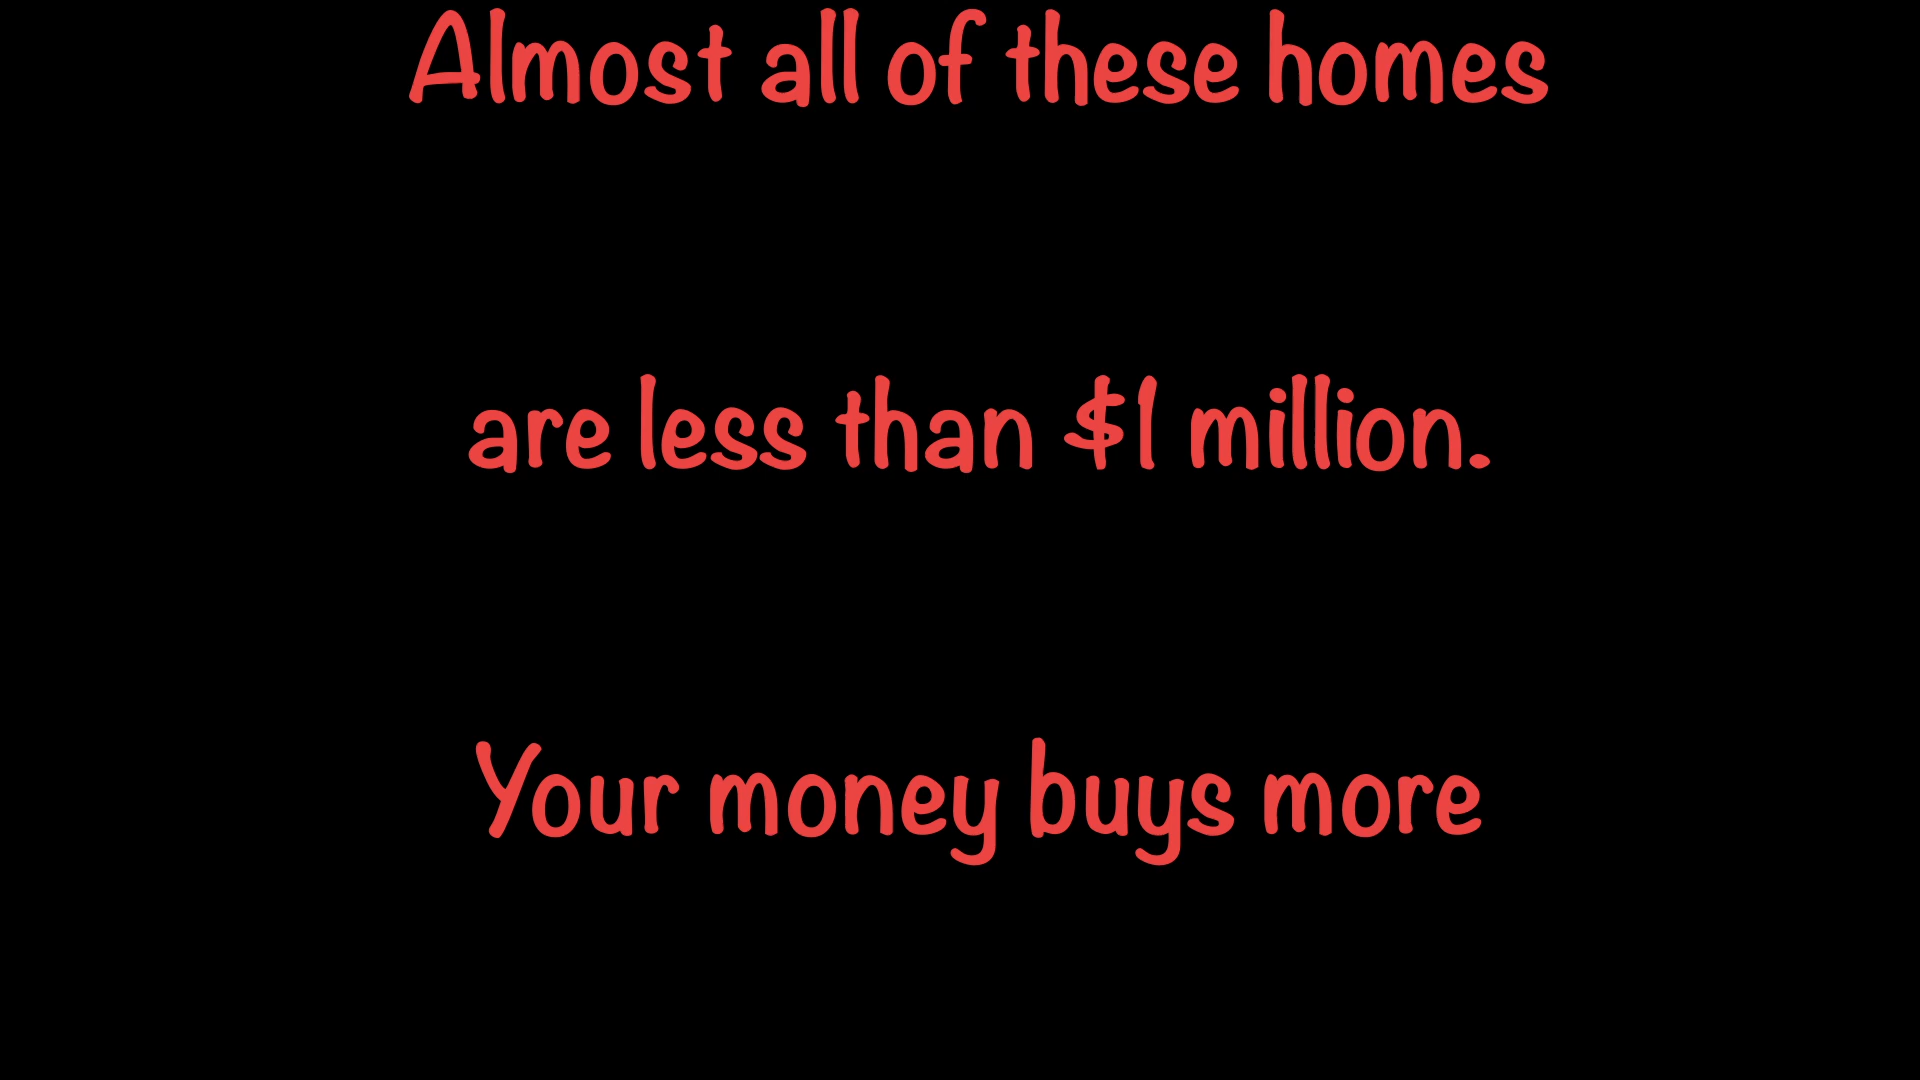 Almost all of these homes
are less than $1 million.
Your money buys more